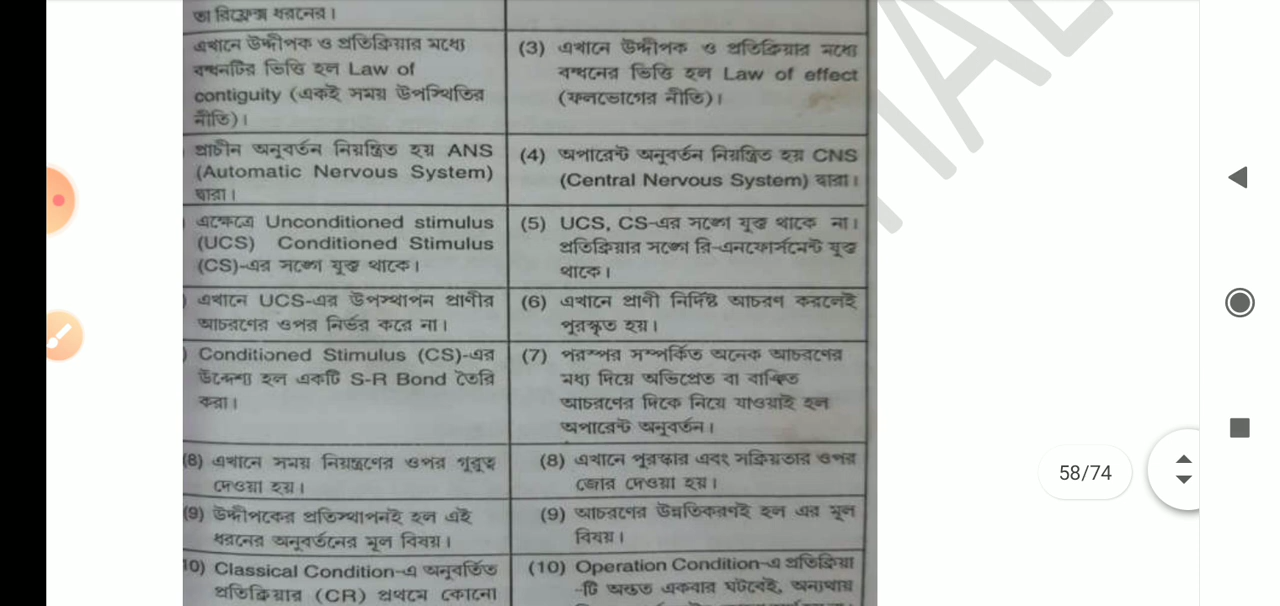 তা রিফ্লেক্স ধরনের।
এখানে উদ্দীপক ও প্রতিক্রিয়ার মধ্যে
বন্ধনটির ভিত্তি হল Law of
contiguity (একই সময় উপস্থিতির
নীতি)।
(3) এখানে উদ্দীপক ও প্রতিক্রিয়ার মধ্যে
বন্ধনের ভিত্তি হল Law of effect
(ফলভোগের নীতি)।
প্রাচীন অনুবর্তন নিয়ন্ত্রিত হয় ANS
(Automatic Nervous System)
দ্বারা।
(4) অপারেন্ট অনুবর্তন নিয়ন্ত্রিত হয় CNS
(Central Nervous System) দ্বারা।
এক্ষেত্রে Unconditioned stimulus
(UCS) Conditioned Stimulus
(CS)-এর সঙ্গে যুক্ত থাকে।
(5) UCS, CS-এর সঙ্গে যুক্ত থাকে না।
প্রতিক্রিয়ার সঙ্গে রি-এনফোর্সমেন্ট যুক্ত
থাকে।
) এখানে UCS-এর উপস্থাপন প্রাণীর
আচরণের ওপর নির্ভর করে না।
(6) এখানে প্রাণী নির্দিষ্ট আচরণ করলেই
পুরস্কৃত হয়।
) Conditioned Stimulus (CS)-এর
উদ্দেশ্য হল একটি S-R Bond তৈরি
করা।
(7) পরস্পর সম্পর্কিত অনেক আচরণের
মধ্য দিয়ে অভিপ্রেত বা বাঞ্ছিত
আচরণের দিকে নিয়ে যাওয়াই হল
অপারেন্ট অনুবর্তন।
(8) এখানে সময় নিয়ন্ত্রণের ওপর গুরুত্ব
দেওয়া হয়।
(8) এখানে পুরস্কার এবং সক্রিয়তার ওপর
জোর দেওয়া হয়।
(9) উদ্দীপকের প্রতিস্থাপনই হল এই
ধরনের অনুবর্তনের মূল বিষয়।
(9) আচরণের উন্নতিকরণই হল এর মূল
বিষয়।
10) Classical Condition-এ অনুবর্তিত
প্রতিক্রিয়ার (CR) প্রথমে কোনো
(10) Operation Condition-এ প্রতিক্রিয়া
-টি অন্তত একবার ঘটবেই, অন্যথায়
58/74